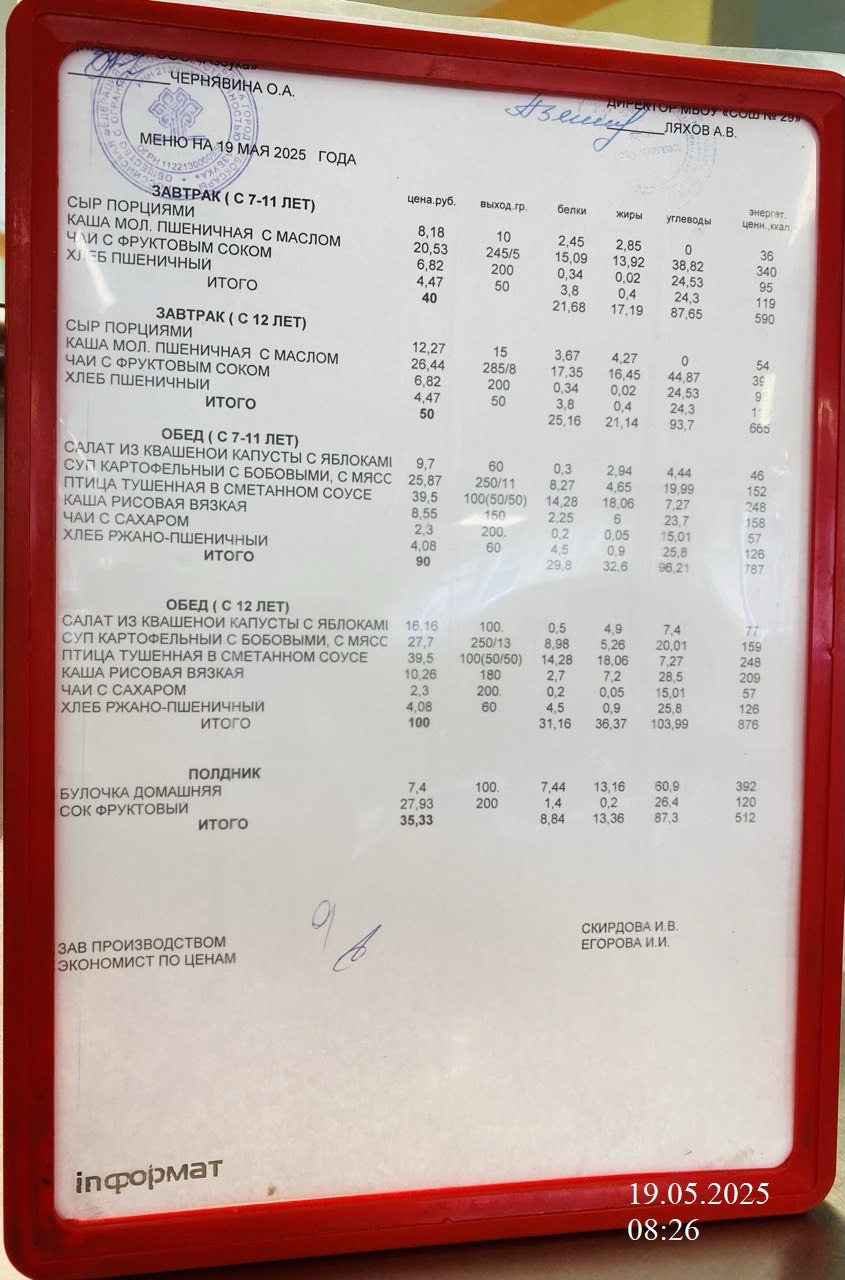 ЧЕРНЯВИНА О.А.
ДИРЕКТОР МБОУ «СОШ № 29»
ЛЯХОВ А.В.
МЕНЮ НА 19 МАЯ 2025 ГОДА
ЗАВТРАК ( С 7-11 ЛЕТ) цена.руб. выход.гр. белки жиры углеводы энергет. ценн.,ккал
СЫР ПОРЦИЯМИ 8,18 10 2,45 2,85 0 36
КАША МОЛ. ПШЕНИЧНАЯ С МАСЛОМ 20,53 245/5 15,09 13,92 38,82 340
ЧАИ С ФРУКТОВЫМ СОКОМ 6,82 200 0,34 0,02 24,53 95
ХЛЕБ ПШЕНИЧНЫЙ 4,47 50 3,8 0,4 24,3 119
ИТОГО 40 21,68 17,19 87,65 590
ЗАВТРАК ( С 12 ЛЕТ)
СЫР ПОРЦИЯМИ 12,27 15 3,67 4,27 0 54
КАША МОЛ. ПШЕНИЧНАЯ С МАСЛОМ 26,44 285/8 17,35 16,45 44,87
ЧАИ С ФРУКТОВЫМ СОКОМ 6,82 200 0,34 0,02 24,53
ХЛЕБ ПШЕНИЧНЫЙ 4,47 50 3,8 0,4 24,3
ИТОГО 50 25,16 21,14 93,7 665
ОБЕД ( С 7-11 ЛЕТ)
САЛАТ ИЗ КВАШЕНОИ КАПУСТЫ С ЯБЛОКАМІ 9,7 60 0,3 2,94 4,44 46
СУП КАРТОФЕЛЬНЫИ С БОБОВЫМИ, С МЯСС 25,87 250/11 8,27 4,65 19,99 152
ПТИЦА ТУШЕННАЯ В СМЕТАННОМ СОУСЕ 39,5 100(50/50) 14,28 18,06 7,27 248
КАША РИСОВАЯ ВЯЗКАЯ 8,55 150 2,25 6 23,7 158
ЧАИ С САХАРОМ 2,3 200. 0,2 0,05 15,01 57
ХЛЕБ РЖАНО-ПШЕНИЧНЫЙ 4,08 60 4,5 0,9 25,8 126
ИТОГО 90 29,8 32,6 96,21 787
ОБЕД ( С 12 ЛЕТ)
САЛАТ ИЗ КВАШЕНОИ КАПУСТЫ С ЯБЛОКАМІ 16,16 100. 0,5 4,9 7,4 77
СУП КАРТОФЕЛЬНЫИ С БОБОВЫМИ, С МЯСС 27,7 250/13 8,98 5,26 20,01 159
ПТИЦА ТУШЕННАЯ В СМЕТАННОМ СОУСЕ 39,5 100(50/50) 14,28 18,06 7,27 248
КАША РИСОВАЯ ВЯЗКАЯ 10,26 180 2,7 7,2 28,5 209
ЧАИ С САХАРОМ 2,3 200. 0,2 0,05 15,01 57
ХЛЕБ РЖАНО-ПШЕНИЧНЫИ 4,08 60 4,5 0,9 25,8 126
ИТОГО 100 31,16 36,37 103,99 876
ПОЛДНИК
БУЛОЧКА ДОМАШНЯЯ 7,4 100. 7,44 13,16 60,9 392
СОК ФРУКТОВЫИ 27,93 200 1,4 0,2 26,4 120
ИТОГО 35,33 8,84 13,36 87,3 512
ЗАВ ПРОИЗВОДСТВОМ СКИРДОВА И.В.
ЭКОНОМИСТ ПО ЦЕНАМ ЕГОРОВА И.И.
inформат
19.05.2025
08:26